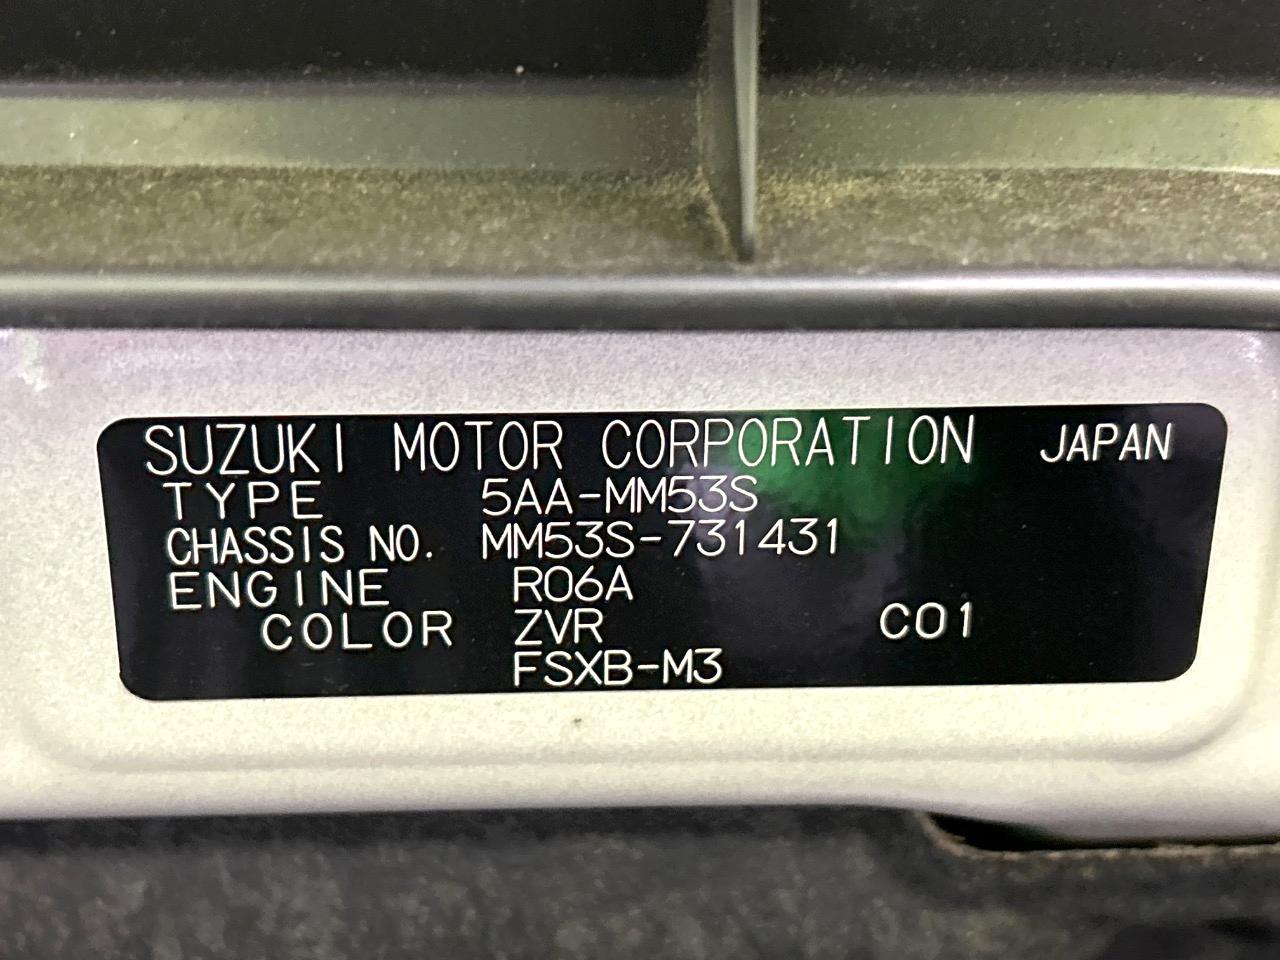 SUZUKI MOTOR CORPORATION JAPAN
TYPE 5AA-MM53S
CHASSIS NO. MM53S-731431
ENGINE R06A
COLOR ZVR C01
FSXB-M3